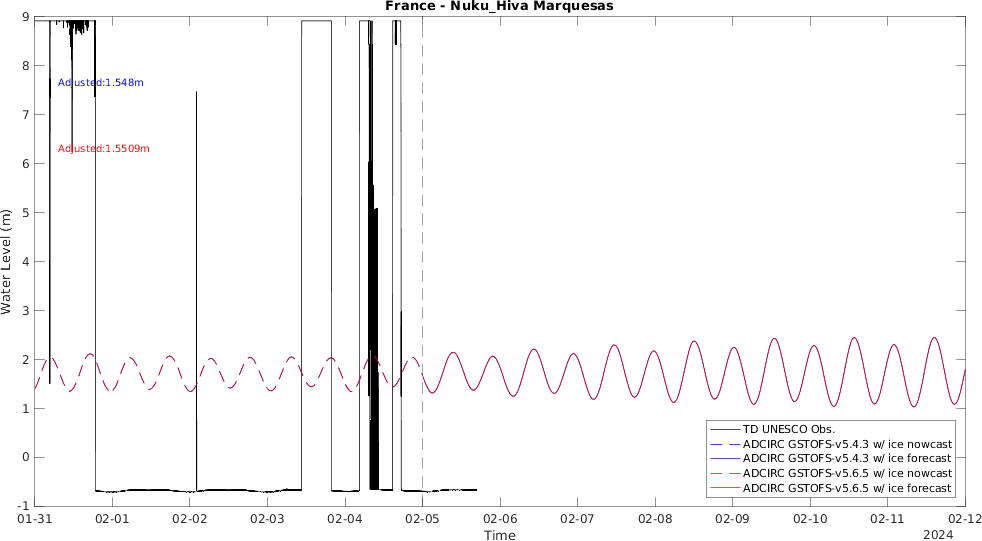 France - Nuku_Hiva Marquesas
9
8
7
6
5
4
3
2
1
0
-1
Water Level (m)
Adjusted:1.548m
Adjusted:1.5509m
TD UNESCO Obs.
ADCIRC GSTOFS-v5.4.3 w/ ice nowcast
ADCIRC GSTOFS-v5.4.3 w/ ice forecast
ADCIRC GSTOFS-v5.6.5 w/ ice nowcast
ADCIRC GSTOFS-v5.6.5 w/ ice forecast
01-31 02-01 02-02 02-03 02-04 02-05 02-06 02-07 02-08 02-09 02-10 02-11 02-12
Time
2024